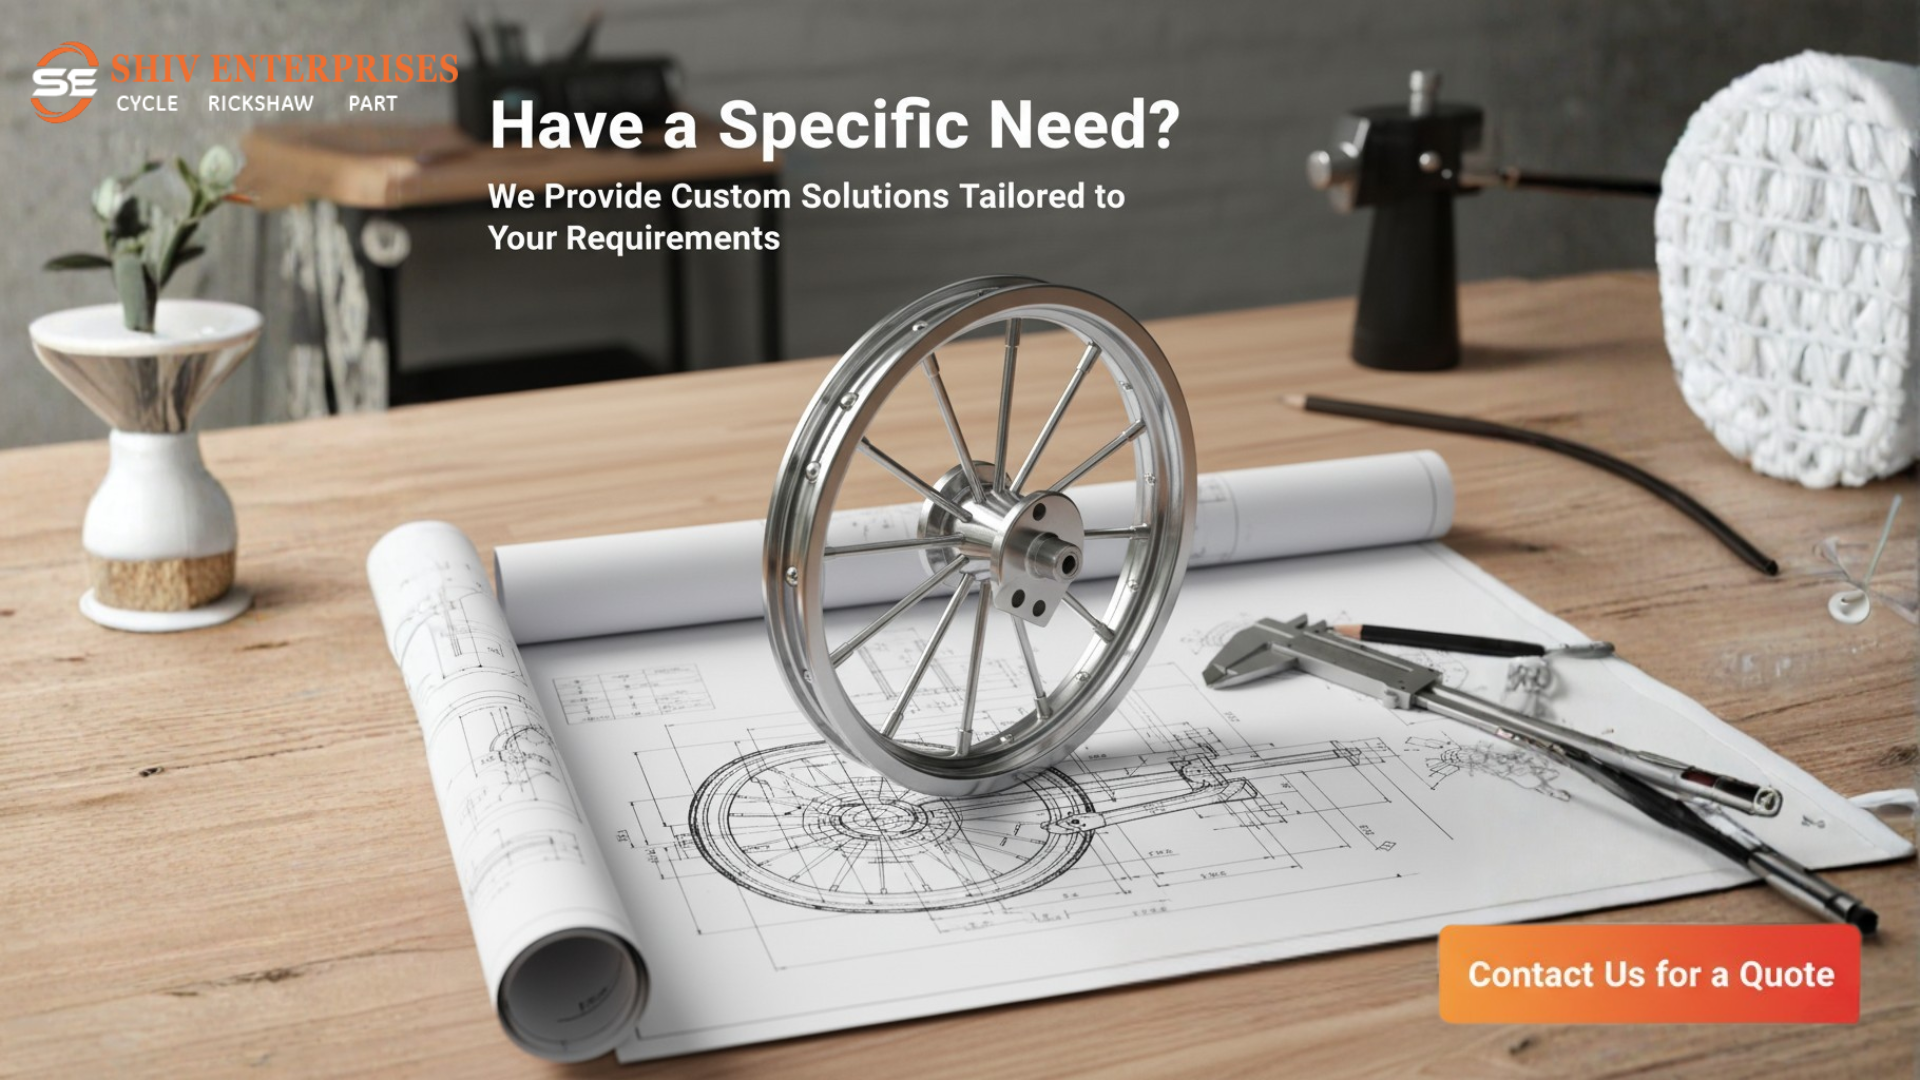 SE
SHIV ENTERPRISES
CYCLE RICKSHAW PART
Have a Specific Need?
We Provide Custom Solutions Tailored to
Your Requirements
Contact Us for a Quote